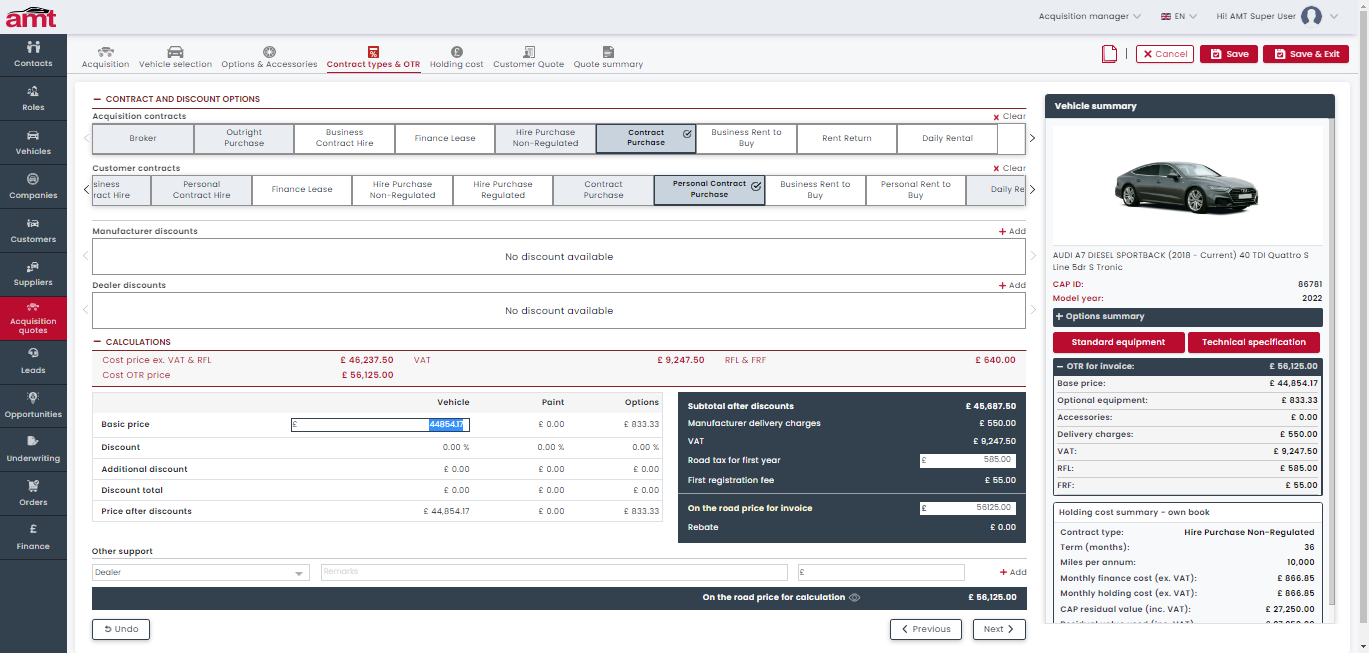 amt
Acquisition manager
EN
Hi! AMT Super User
Contacts
Roles
Vehicles
Companies
Customers
Suppliers
Acquisition quotes
Leads
Opportunities
Underwriting
Orders
£
Finance
Acquisition
Vehicle selection
Options & Accessories
Contract types & OTR
Holding cost
Customer Quote
Quote summary
Cancel
Save
Save & Exit
CONTRACT AND DISCOUNT OPTIONS
Acquisition contracts
Clear
Broker
Outright Purchase
Business Contract Hire
Finance Lease
Hire Purchase Non-Regulated
Contract Purchase
Business Rent to Buy
Rent Return
Daily Rental
Customer contracts
Clear
siness ract Hire
Personal Contract Hire
Finance Lease
Hire Purchase Non-Regulated
Hire Purchase Regulated
Contract Purchase
Personal Contract Purchase
Business Rent to Buy
Personal Rent to Buy
Daily Re
Manufacturer discounts
+ Add
No discount available
Dealer discounts
+ Add
No discount available
CALCULATIONS
Cost price ex. VAT & RFL £ 46,237.50 VAT £ 9,247.50 RFL & FRF £ 640.00
Cost OTR price £ 56,125.00
Vehicle Paint Options
Basic price £ 44854.17 £ 0.00 £ 833.33
Discount 0.00 % 0.00 % 0.00 %
Additional discount £ 0.00 £ 0.00 £ 0.00
Discount total £ 0.00 £ 0.00 £ 0.00
Price after discounts £ 44,854.17 £ 0.00 £ 833.33
Subtotal after discounts £ 45,687.50
Manufacturer delivery charges £ 550.00
VAT £ 9,247.50
Road tax for first year £ 585.00
First registration fee £ 55.00
On the road price for invoice £ 56125.00
Rebate £ 0.00
Other support
Dealer Remarks £ + Add
On the road price for calculation £ 56,125.00
Undo
Previous
Next
Vehicle summary
AUDI A7 DIESEL SPORTBACK (2018 - Current) 40 TDI Quattro S
Line 5dr S Tronic
CAP ID: 86781
Model year: 2022
+ Options summary
Standard equipment
Technical specification
OTR for invoice: £ 56,125.00
Base price: £ 44,854.17
Optional equipment: £ 833.33
Accessories: £ 0.00
Delivery charges: £ 550.00
VAT: £ 9,247.50
RFL: £ 585.00
FRF: £ 55.00
Holding cost summary - own book
Contract type: Hire Purchase Non-Regulated
Term (months): 36
Miles per annum: 10,000
Monthly finance cost (ex. VAT): £ 866.85
Monthly holding cost (ex. VAT): £ 866.85
CAP residual value (inc. VAT): £ 27,250.00